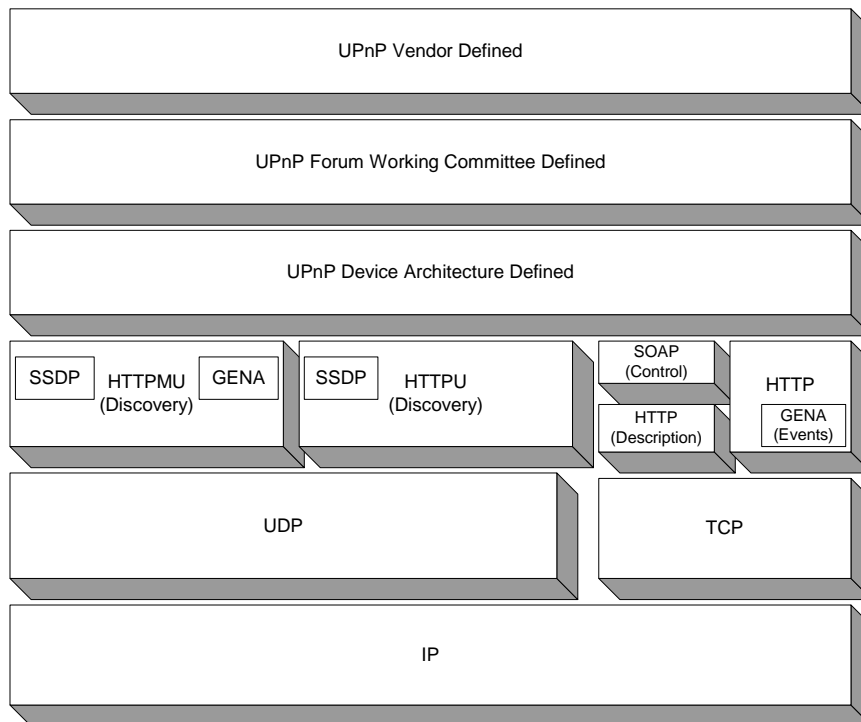 UPnP Vendor Defined
UPnP Forum Working Committee Defined
UPnP Device Architecture Defined
SSDP
HTTPMU
(Discovery)
GENA
SSDP
HTTPU
(Discovery)
SOAP
(Control)
HTTP
(Description)
HTTP
GENA
(Events)
UDP
TCP
IP